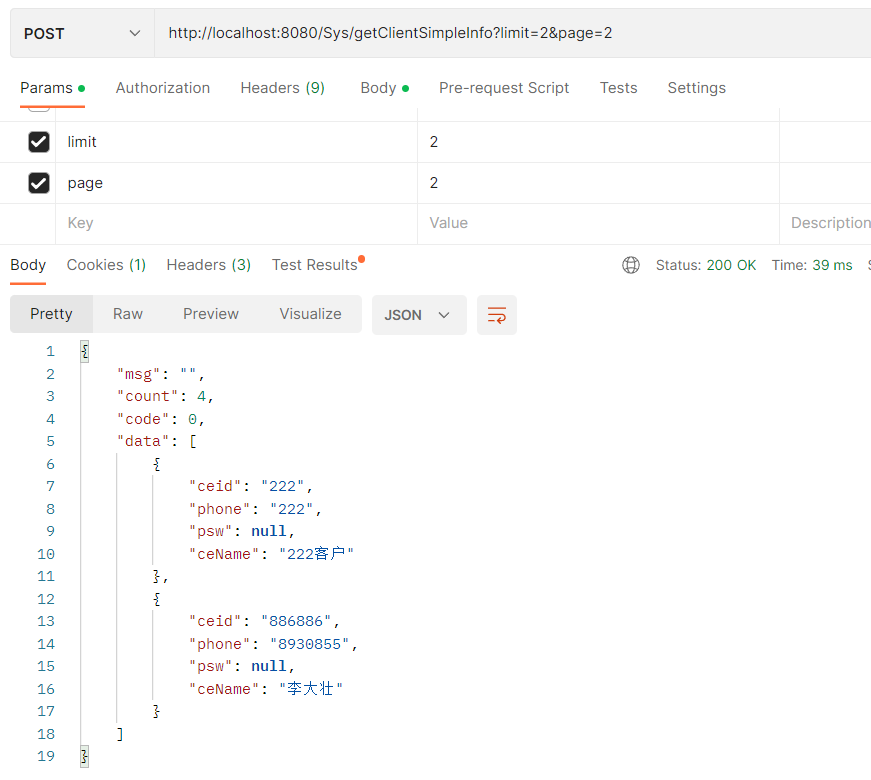 POST http://localhost:8080/Sys/getClientSimpleInfo?limit=2&page=2
Params Authorization Headers (9) Body Pre-request Script Tests Settings
limit 2
page 2
Key Value Description
Body Cookies (1) Headers (3) Test Results Status: 200 OK Time: 39 ms
Pretty Raw Preview Visualize JSON
1 {
2 "msg": "",
3 "count": 4,
4 "code": 0,
5 "data": [
6 {
7 "ceid": "222",
8 "phone": "222",
9 "psw": null,
10 "ceName": "222客户"
11 },
12 {
13 "ceid": "886886",
14 "phone": "8930855",
15 "psw": null,
16 "ceName": "李大壮"
17 }
18 ]
19 }